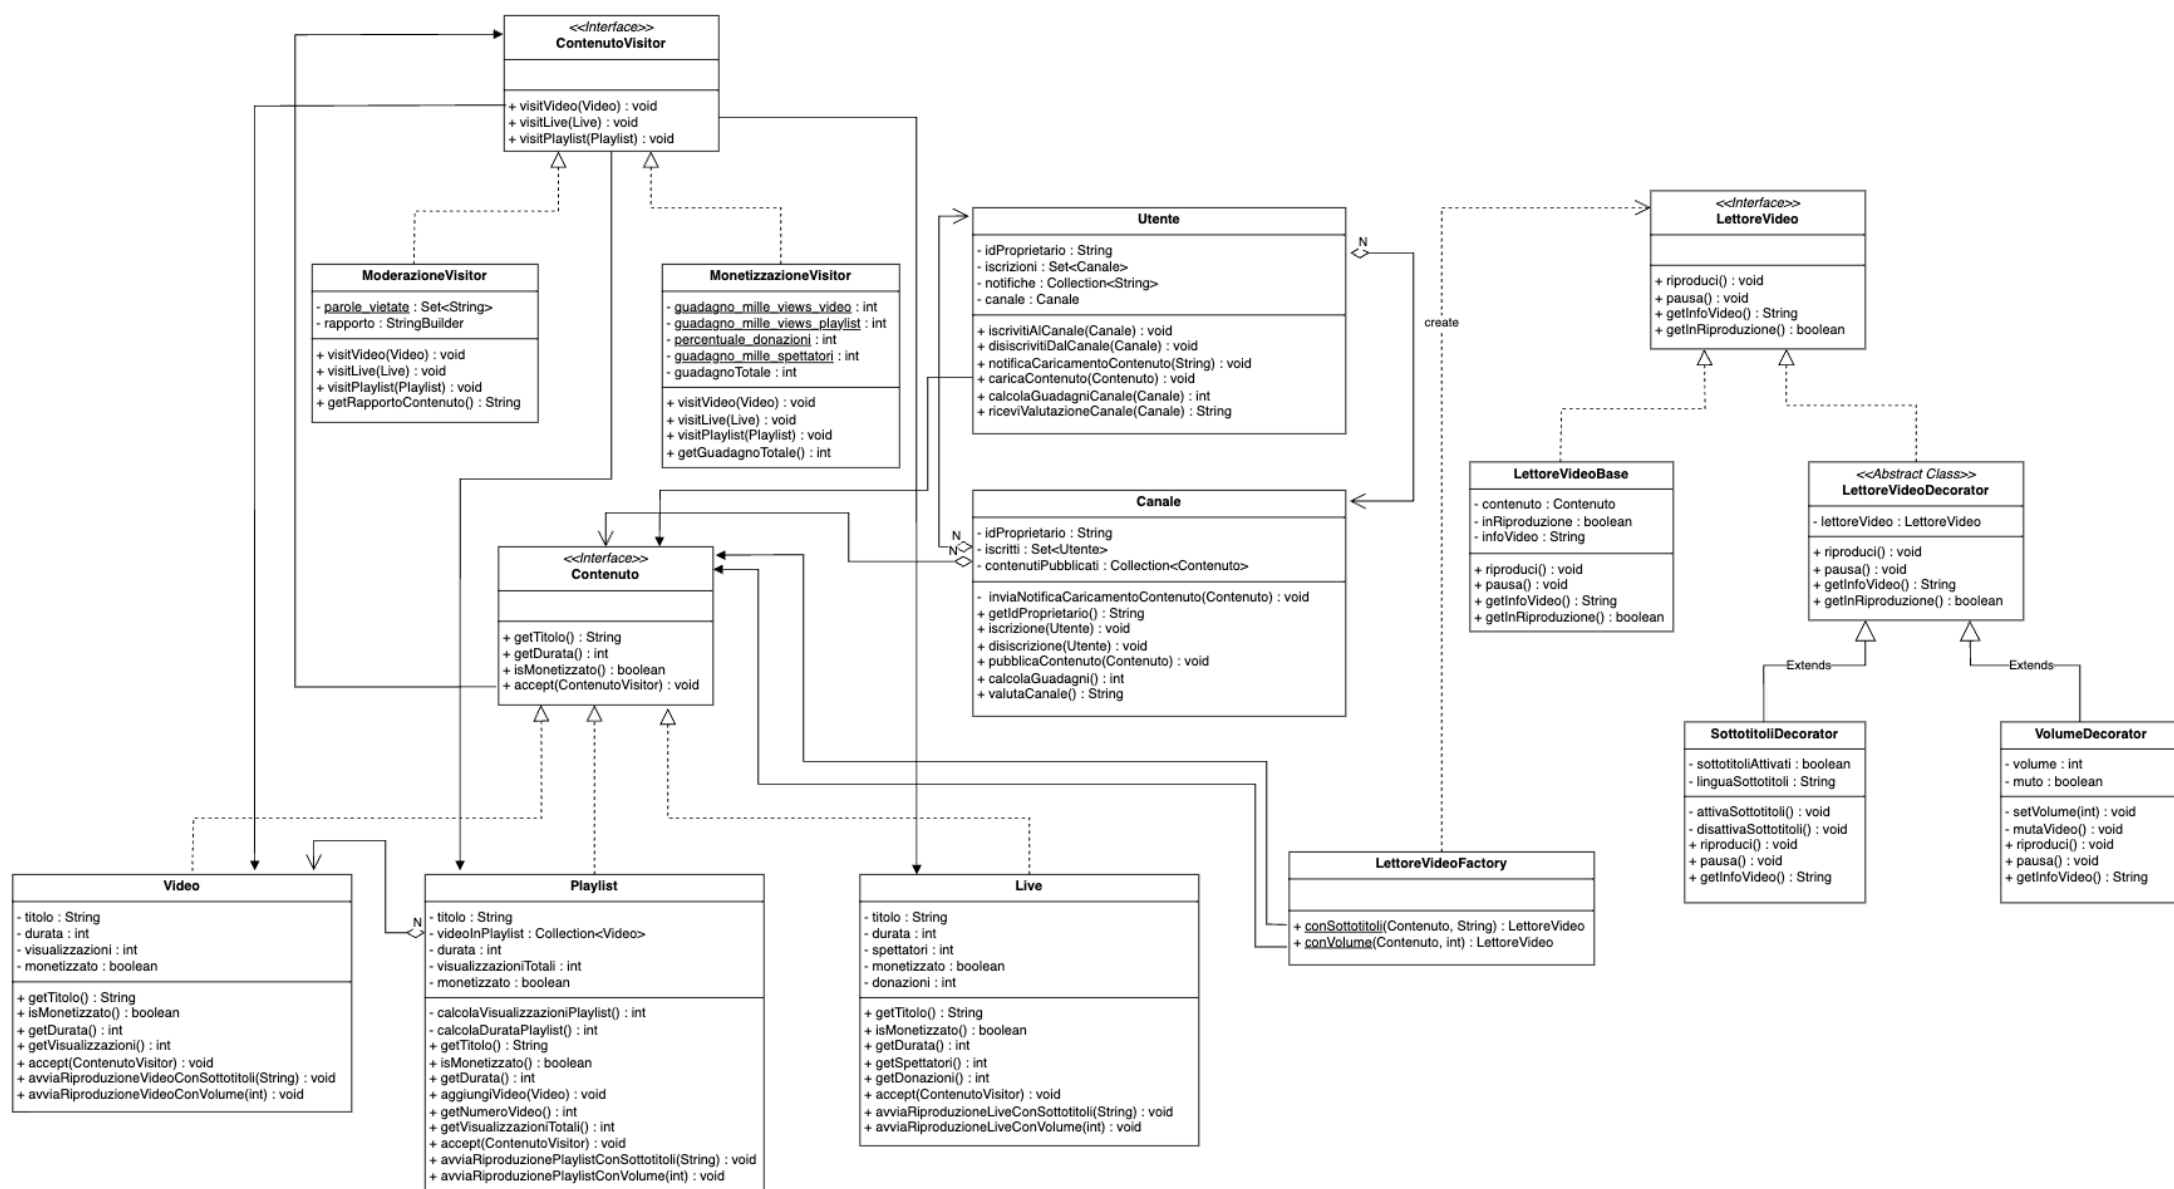 <<Interface>>
ContenutoVisitor
+ visitVideo(Video) : void
+ visitLive(Live) : void
+ visitPlaylist(Playlist) : void
ModerazioneVisitor
- parole_vietate : Set<String>
- rapporto : StringBuilder
+ visitVideo(Video) : void
+ visitLive(Live) : void
+ visitPlaylist(Playlist) : void
+ getRapportoContenuto() : String
MonetizzazioneVisitor
- guadagno_mille_views_video : int
- guadagno_mille_views_playlist : int
- percentuale_donazioni : int
- guadagno_mille_spettatori : int
- guadagnoTotale : int
+ visitVideo(Video) : void
+ visitLive(Live) : void
+ visitPlaylist(Playlist) : void
+ getGuadagnoTotale() : int
Utente
- idProprietario : String
- iscrizioni : Set<Canale>
- notifiche : Collection<String>
- canale : Canale
+ iscrivitiAlCanale(Canale) : void
+ disiscrivitiDalCanale(Canale) : void
+ notificaCaricamentoContenuto(String) : void
+ caricaContenuto(Contenuto) : void
+ calcolaGuadagniCanale(Canale) : int
+ riceviValutazioneCanale(Canale) : String
N
create
<<Interface>>
LettoreVideo
+ riproduci() : void
+ pausa() : void
+ getInfoVideo() : String
+ getInRiproduzione() : boolean
LettoreVideoBase
- contenuto : Contenuto
- inRiproduzione : boolean
- infoVideo : String
+ riproduci() : void
+ pausa() : void
+ getInfoVideo() : String
+ getInRiproduzione() : boolean
<<Abstract Class>>
LettoreVideoDecorator
- lettoreVideo : LettoreVideo
+ riproduci() : void
+ pausa() : void
+ getInfoVideo() : String
+ getInRiproduzione() : boolean
<<Interface>>
Contenuto
+ getTitolo() : String
+ getDurata() : int
+ isMonetizzato() : boolean
+ accept(ContenutoVisitor) : void
N
N
Canale
- idProprietario : String
- iscritti : Set<Utente>
- contenutiPubblicati : Collection<Contenuto>
- inviaNotificaCaricamentoContenuto(Contenuto) : void
+ getIdProprietario() : String
+ iscrizione(Utente) : void
+ disiscrizione(Utente) : void
+ pubblicaContenuto(Contenuto) : void
+ calcolaGuadagni() : int
+ valutaCanale() : String
Extends
Extends
SottotitoliDecorator
- sottotitoliAttivati : boolean
- linguaSottotitoli : String
- attivaSottotitoli() : void
- disattivaSottotitoli() : void
+ riproduci() : void
+ pausa() : void
+ getInfoVideo() : String
VolumeDecorator
- volume : int
- muto : boolean
- setVolume(int) : void
- mutaVideo() : void
+ riproduci() : void
+ pausa() : void
+ getInfoVideo() : String
Video
- titolo : String
- durata : int
- visualizzazioni : int
- monetizzato : boolean
+ getTitolo() : String
+ isMonetizzato() : boolean
+ getDurata() : int
+ getVisualizzazioni() : int
+ accept(ContenutoVisitor) : void
+ avviaRiproduzioneVideoConSottotitoli(String) : void
+ avviaRiproduzioneVideoConVolume(int) : void
N
Playlist
- titolo : String
- videoInPlaylist : Collection<Video>
- durata : int
- visualizzazioniTotali : int
- monetizzato : boolean
- calcolaVisualizzazioniPlaylist() : int
- calcolaDurataPlaylist() : int
+ getTitolo() : String
+ isMonetizzato() : boolean
+ getDurata() : int
+ aggiungiVideo(Video) : void
+ getNumeroVideo() : int
+ getVisualizzazioniTotali() : int
+ accept(ContenutoVisitor) : void
+ avviaRiproduzionePlaylistConSottotitoli(String) : void
+ avviaRiproduzionePlaylistConVolume(int) : void
Live
- titolo : String
- durata : int
- spettatori : int
- monetizzato : boolean
- donazioni : int
+ getTitolo() : String
+ isMonetizzato() : boolean
+ getDurata() : int
+ getSpettatori() : int
+ getDonazioni() : int
+ accept(ContenutoVisitor) : void
+ avviaRiproduzioneLiveConSottotitoli(String) : void
+ avviaRiproduzioneLiveConVolume(int) : void
LettoreVideoFactory
+ conSottotitoli(Contenuto, String) : LettoreVideo
+ conVolume(Contenuto, int) : LettoreVideo